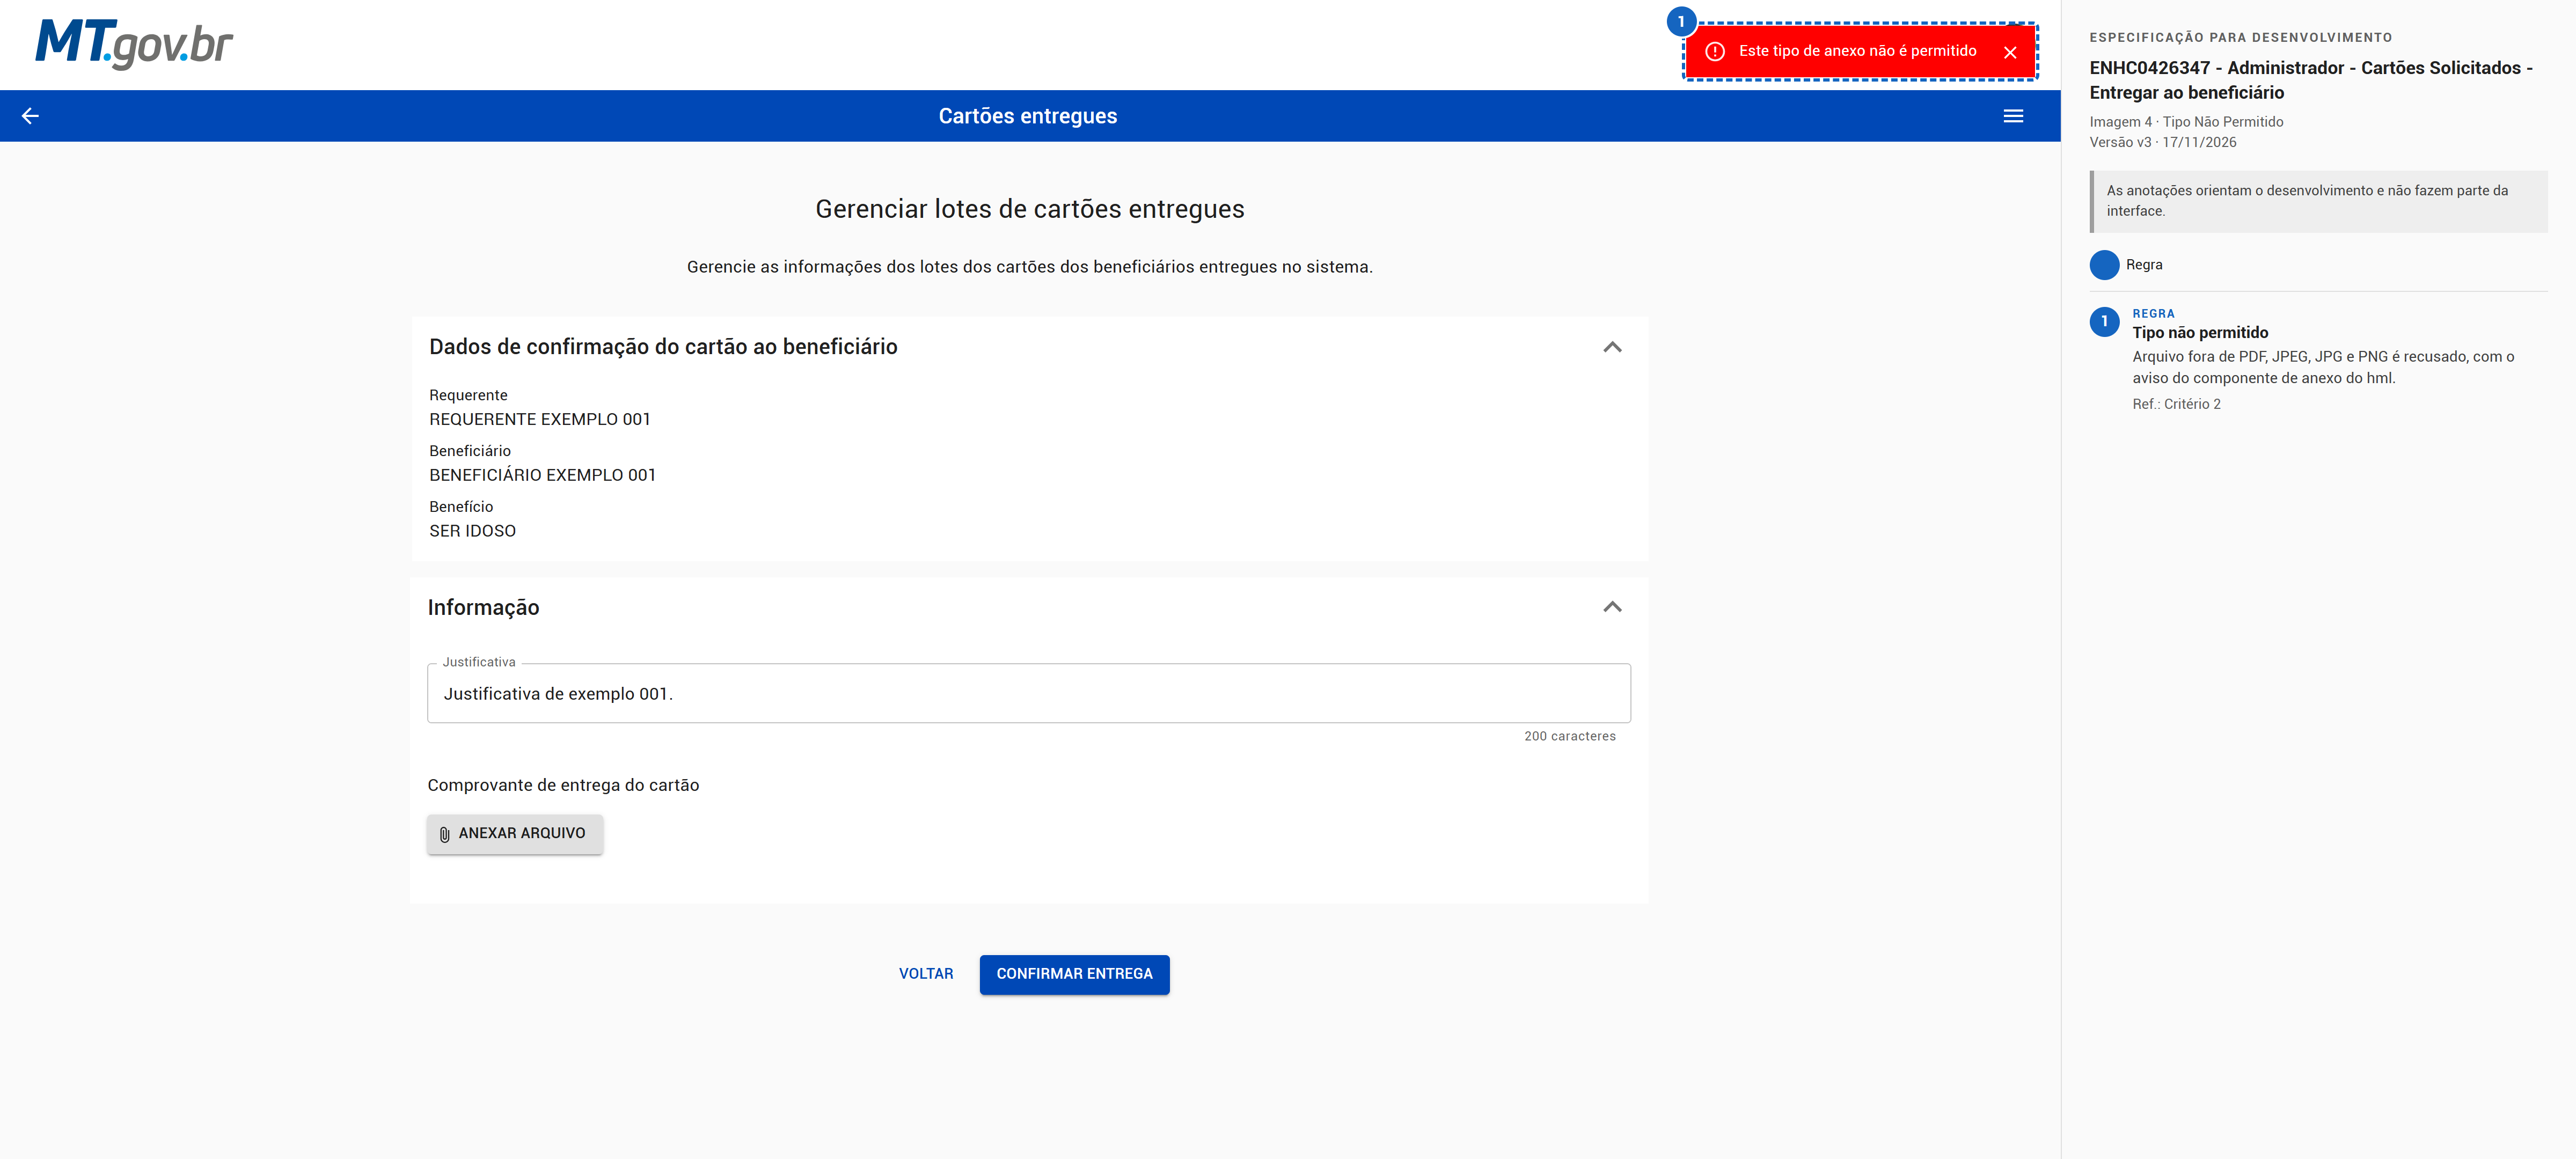 MT.gov.br
1
Este tipo de anexo não é permitido
Cartões entregues
Gerenciar lotes de cartões entregues
Gerencie as informações dos lotes dos cartões dos beneficiários entregues no sistema.
Dados de confirmação do cartão ao beneficiário
Requerente
REQUERENTE EXEMPLO 001
Beneficiário
BENEFICIÁRIO EXEMPLO 001
Benefício
SER IDOSO
Informação
Justificativa
Justificativa de exemplo 001.
200 caracteres
Comprovante de entrega do cartão
ANEXAR ARQUIVO
VOLTAR
CONFIRMAR ENTREGA
ESPECIFICAÇÃO PARA DESENVOLVIMENTO
ENHC0426347 - Administrador - Cartões Solicitados -
Entregar ao beneficiário
Imagem 4 · Tipo Não Permitido
Versão v3 · 17/11/2026
As anotações orientam o desenvolvimento e não fazem parte da
interface.
Regra
1
REGRA
Tipo não permitido
Arquivo fora de PDF, JPEG, JPG e PNG é recusado, com o
aviso do componente de anexo do hml.
Ref.: Critério 2